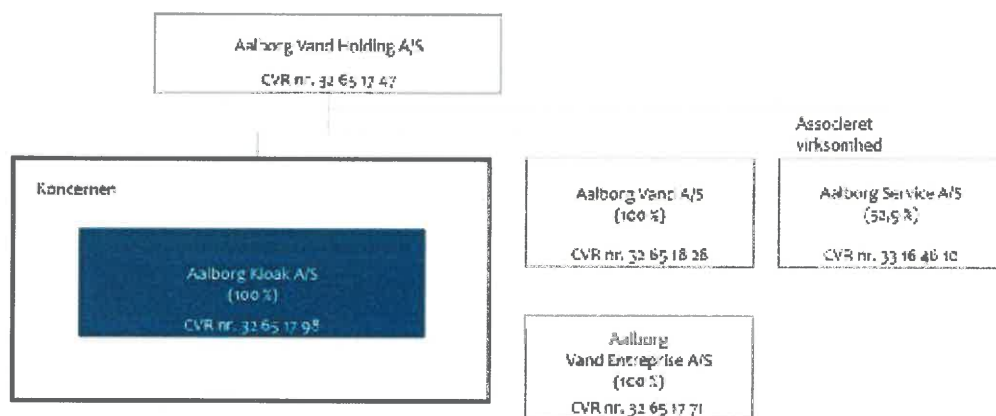 Aalborg Vand Holding A/S
CVR nr. 32 65 17 47
Koncernen
Aalborg Kloak A/S
(100 %)
CVR nr. 32 65 17 98
Aalborg Vand A/S
(100 %)
CVR nr. 32 65 18 28
Associeret
virksomhed
Aalborg Service A/S
(52,9 %)
CVR nr. 33 16 46 10
Aalborg
Vand Entreprise A/S
(100 %)
CVR nr. 32 65 17 71